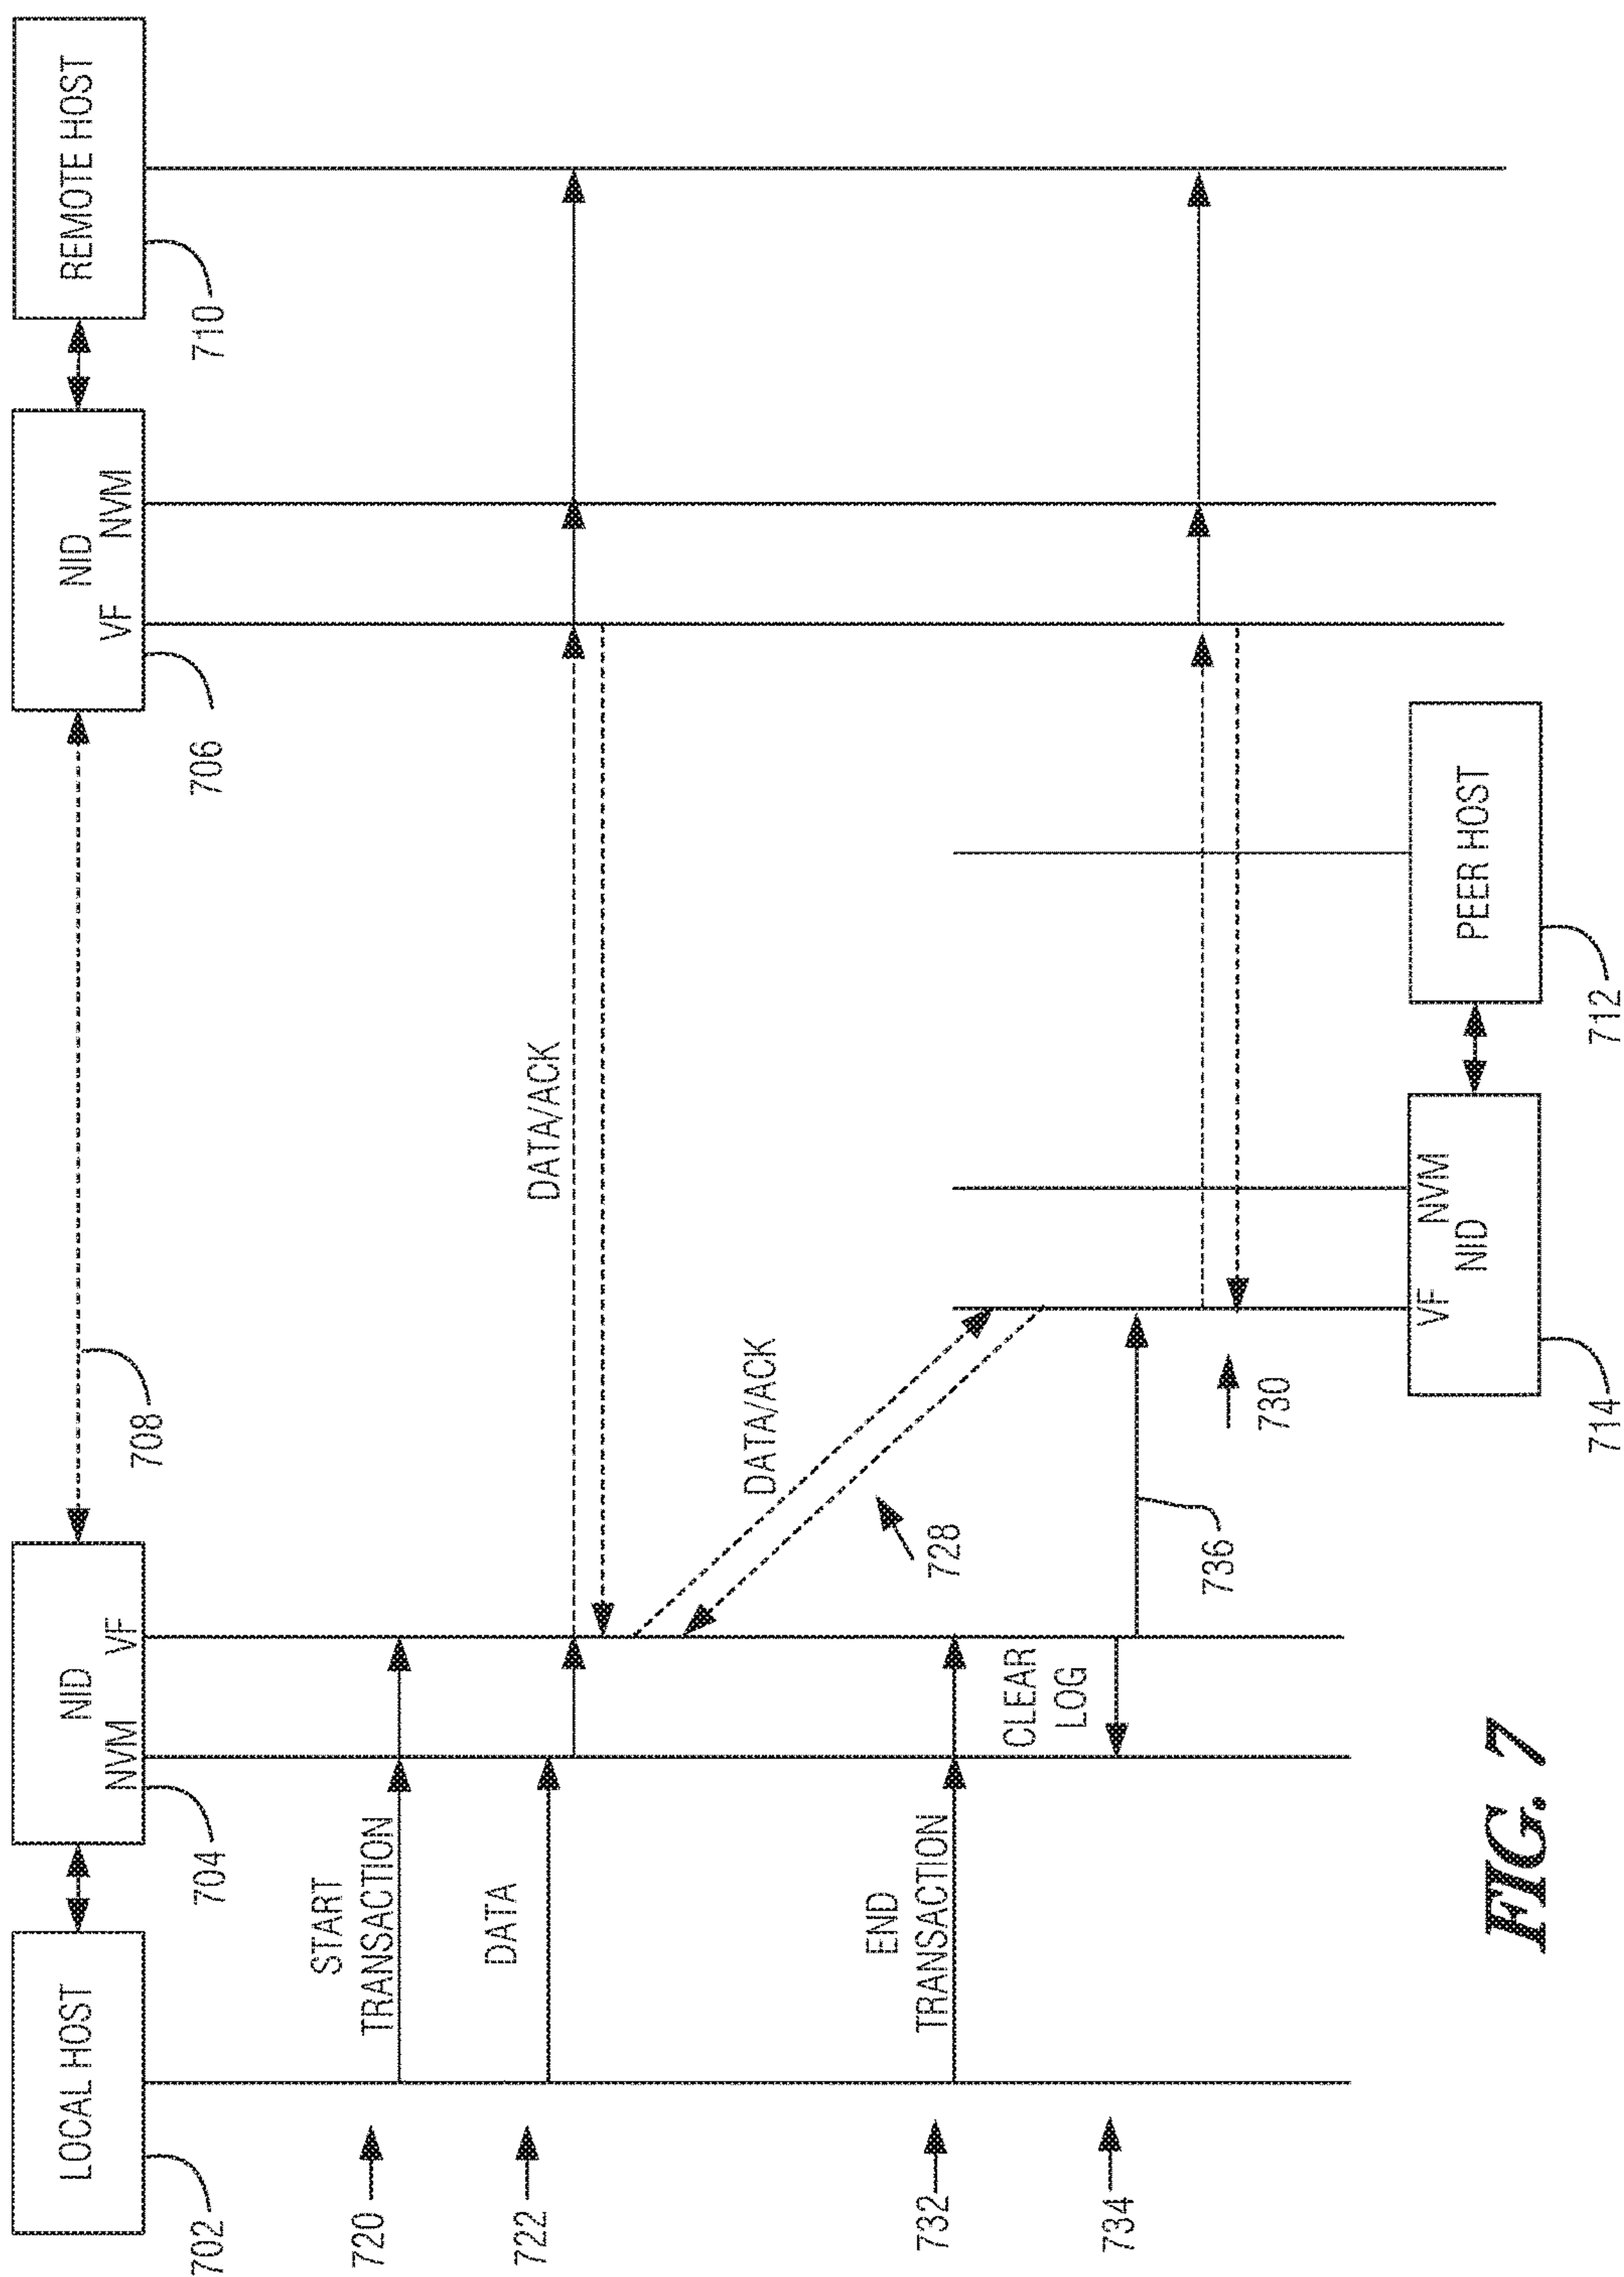 LOCAL HOST
NID
NVM VF
NID
VF NVM
REMOTE HOST
702
704
708
706
710
720
START
TRANSACTION
722
DATA
DATA/ACK
DATA/ACK
728
732
END
TRANSACTION
734
CLEAR
LOG
736
730
VF NVM
NID
PEER HOST
714
712
FIG. 7